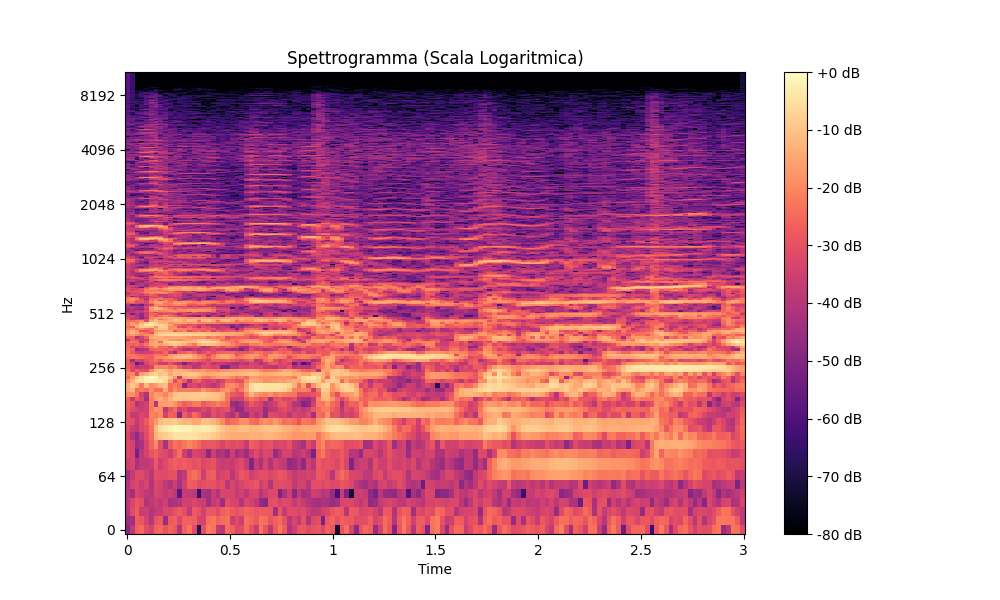 Spettrogramma (Scala Logaritmica)
Hz
8192
4096
2048
1024
512
256
128
64
0
0
0.5
1
1.5
2
2.5
3
Time
+0 dB
-10 dB
-20 dB
-30 dB
-40 dB
-50 dB
-60 dB
-70 dB
-80 dB